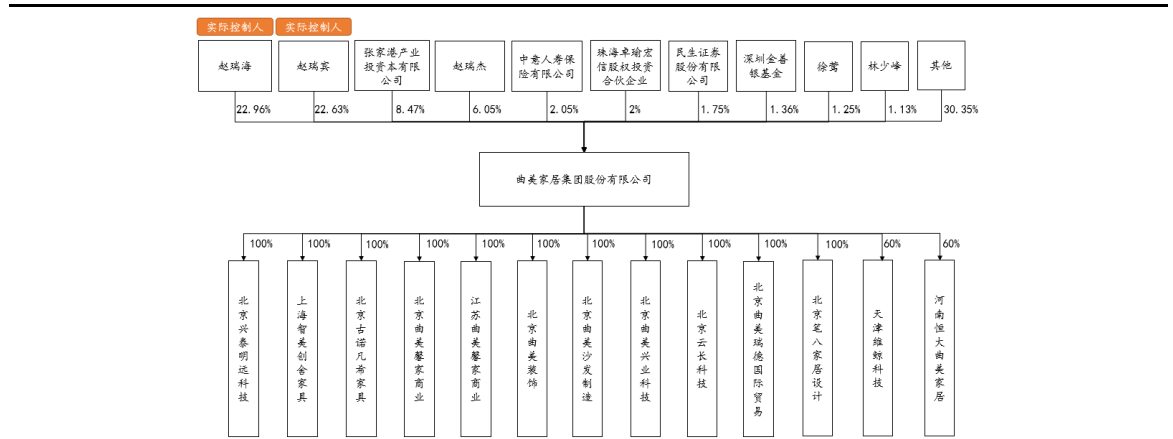 实际控制人 实际控制人
赵瑞海
赵瑞宾
张家港产业
投资本有限
公司
赵瑞杰
中意人寿保
险有限公司
珠海卓瑜宏
信股权投资
合伙企业
民生证券
股份有限
公司
深圳金善
银基金
徐莺
林少峰
其他
22.96% 22.63% 8.47% 6.05% 2.05% 2% 1.75% 1.36% 1.25% 1.13% 30.35%
曲美家居集团股份有限公司
100% 100% 100% 100% 100% 100% 100% 100% 100% 100% 100% 60% 60%
北京兴泰明远科技
上海智美创舍家具
北京古诺凡希家具
北京曲美馨家商业
江苏曲美馨家商业
北京曲美装饰
北京曲美沙发制造
北京曲美兴业科技
北京云长科技
北京曲美瑞德国际贸易
北京笔八家居设计
天津维鲸科技
河南恒大曲美家居